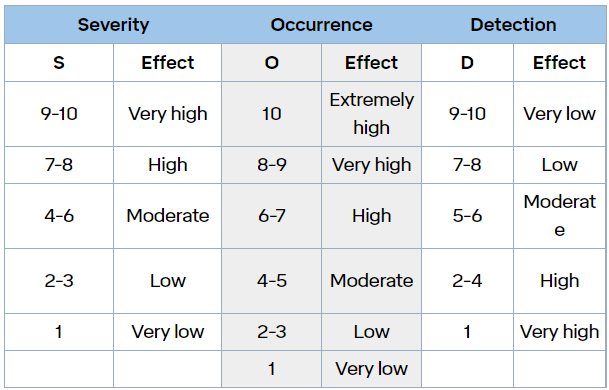 Severity Occurrence Detection
S Effect O Effect D Effect
9-10 Very high 10 Extremely
high 9-10 Very low
7-8 High 8-9 Very high 7-8 Low
4-6 Moderate 6-7 High 5-6 Moderat
e
2-3 Low 4-5 Moderate 2-4 High
1 Very low 2-3 Low 1 Very high
1 Very low